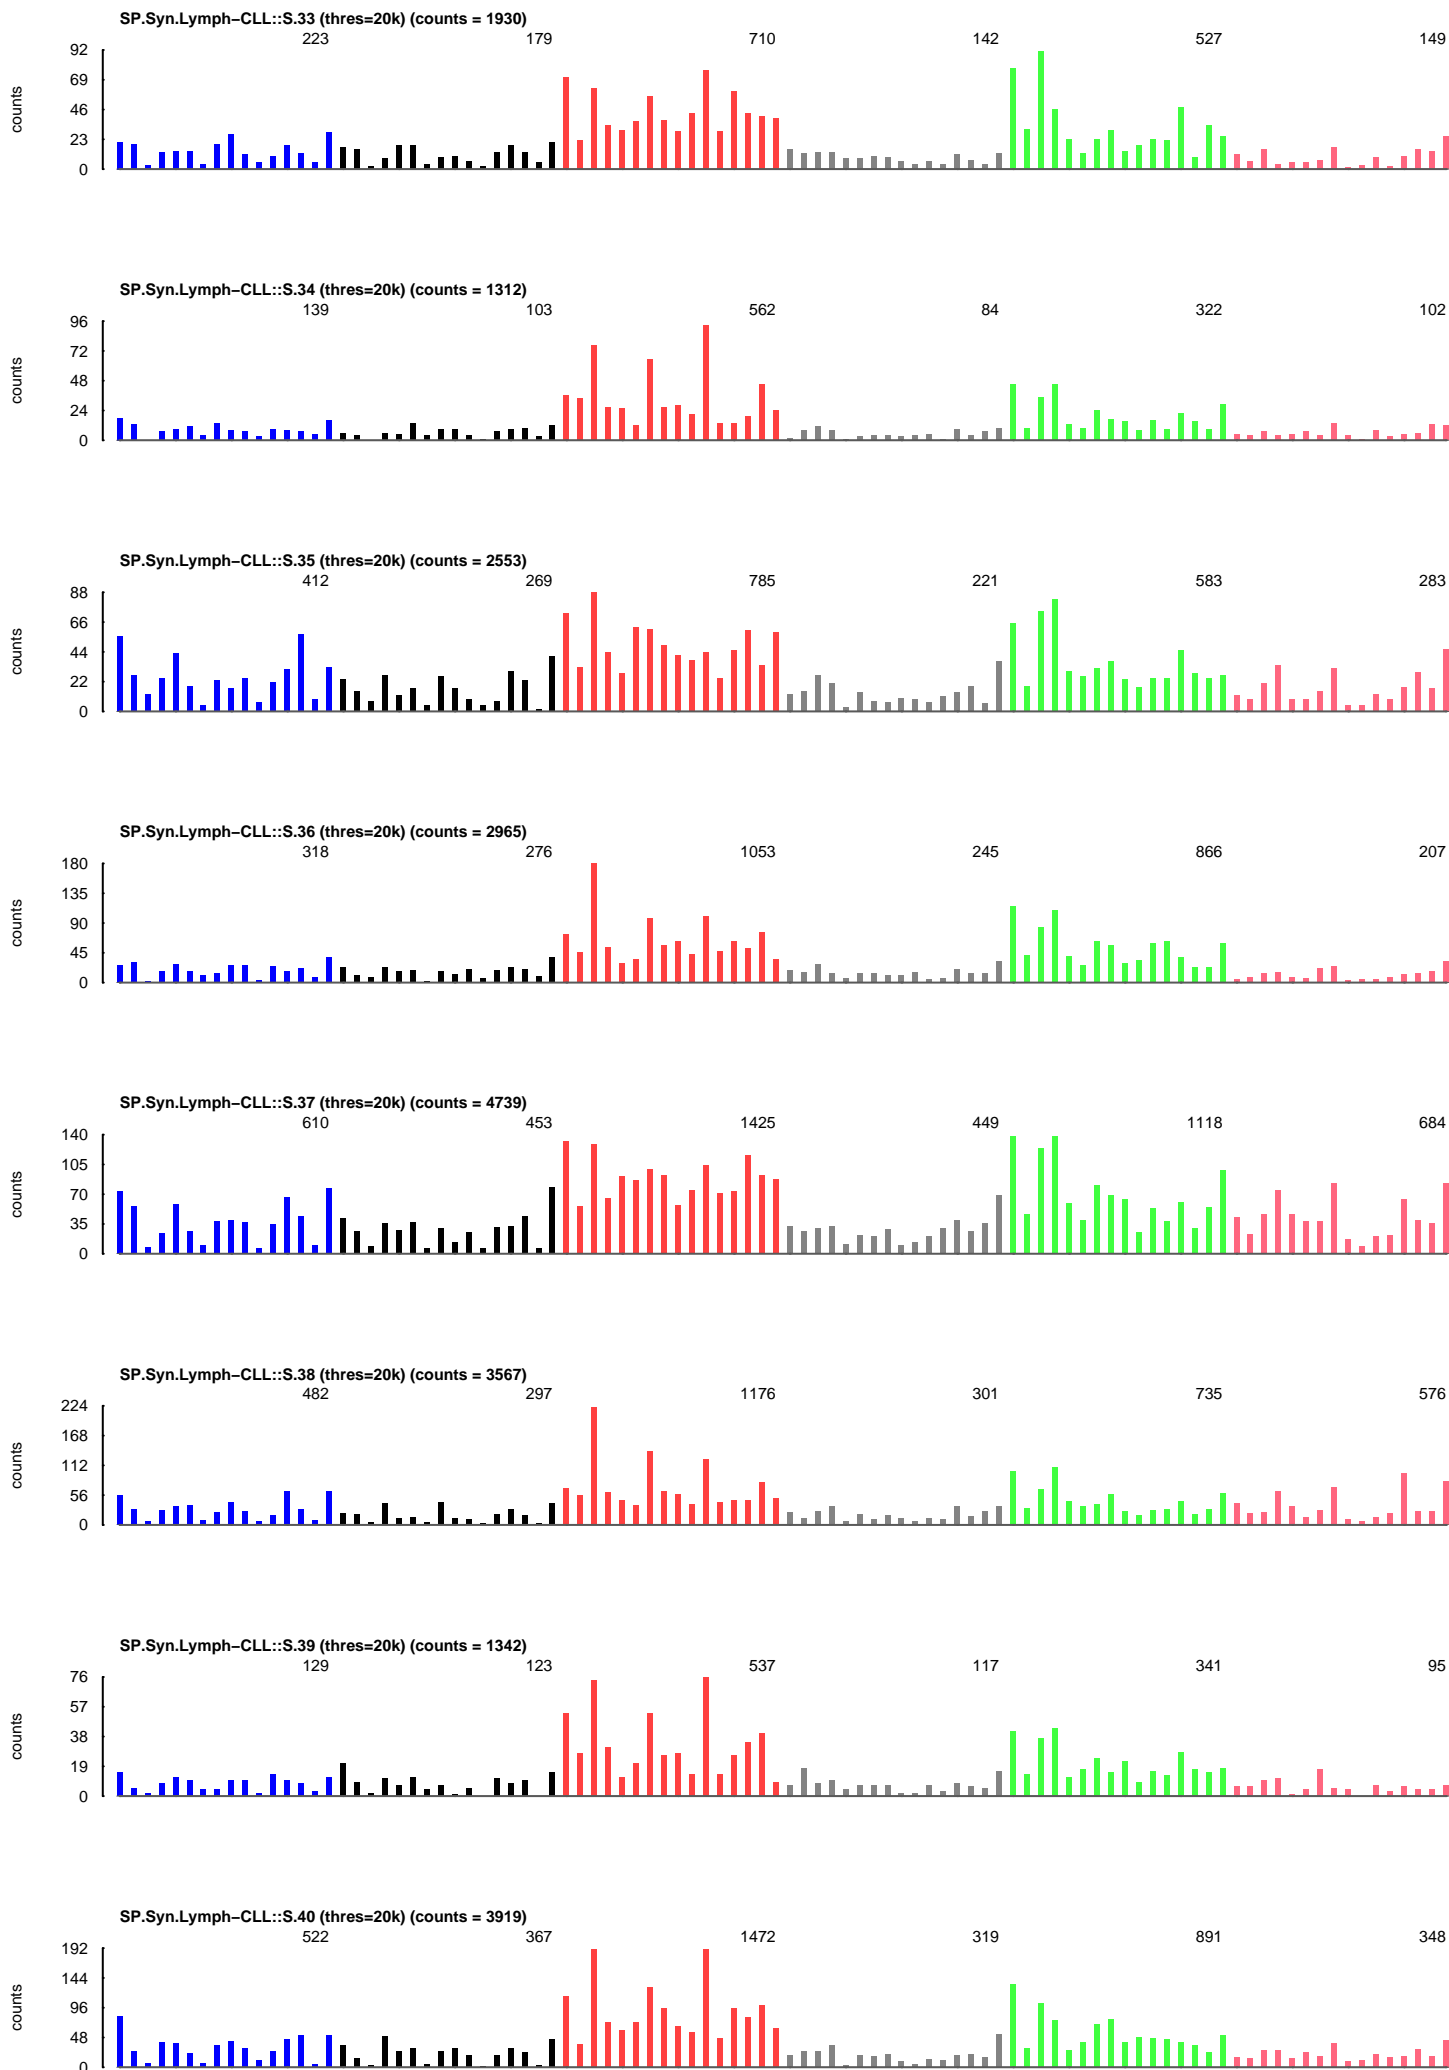 SP.Syn.Lymph−CLL::S.33 (thres=20k) (counts = 1930)
223 179 710 142 527 149
92
69
46
23
0
counts
SP.Syn.Lymph−CLL::S.34 (thres=20k) (counts = 1312)
139 103 562 84 322 102
96
72
48
24
0
counts
SP.Syn.Lymph−CLL::S.35 (thres=20k) (counts = 2553)
412 269 785 221 583 283
88
66
44
22
0
counts
SP.Syn.Lymph−CLL::S.36 (thres=20k) (counts = 2965)
318 276 1053 245 866 207
180
135
90
45
0
counts
SP.Syn.Lymph−CLL::S.37 (thres=20k) (counts = 4739)
610 453 1425 449 1118 684
140
105
70
35
0
counts
SP.Syn.Lymph−CLL::S.38 (thres=20k) (counts = 3567)
482 297 1176 301 735 576
224
168
112
56
0
counts
SP.Syn.Lymph−CLL::S.39 (thres=20k) (counts = 1342)
129 123 537 117 341 95
76
57
38
19
0
counts
SP.Syn.Lymph−CLL::S.40 (thres=20k) (counts = 3919)
522 367 1472 319 891 348
192
144
96
48
0
counts